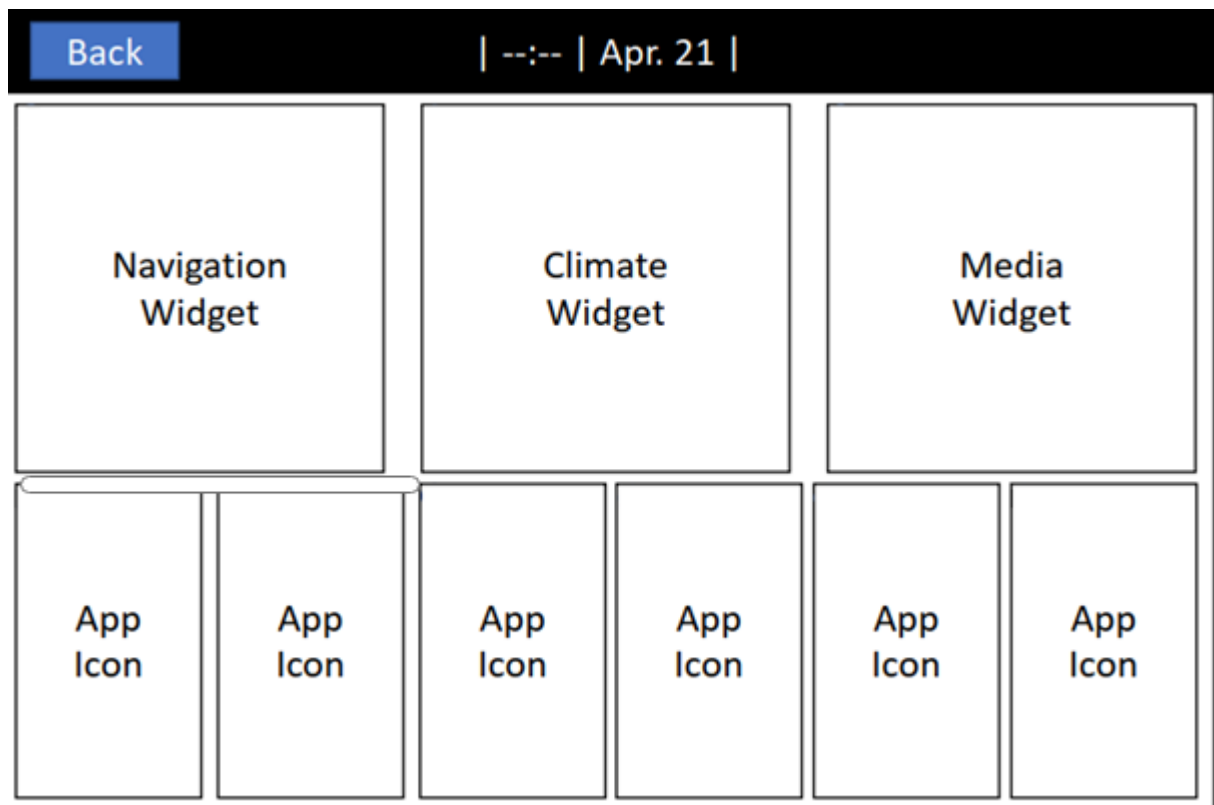 Back
| --:-- | Apr. 21 |
Navigation
Widget
Climate
Widget
Media
Widget
App
Icon
App
Icon
App
Icon
App
Icon
App
Icon
App
Icon